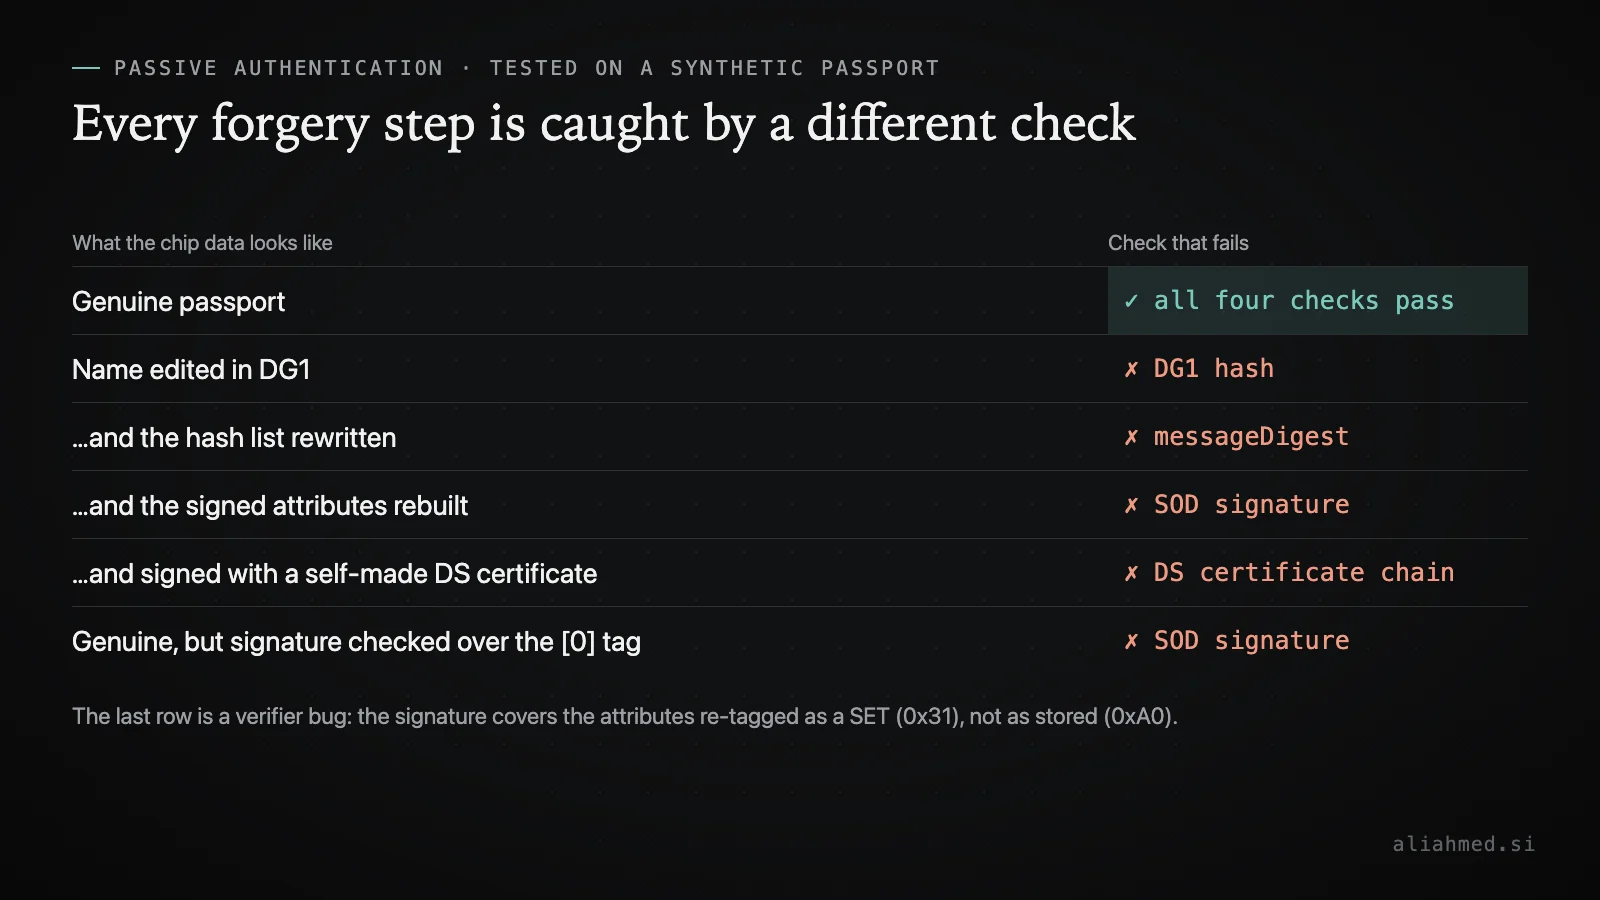 PASSIVE AUTHENTICATION · TESTED ON A SYNTHETIC PASSPORT
Every forgery step is caught by a different check
What the chip data looks like Check that fails
Genuine passport ✓ all four checks pass
Name edited in DG1 ✗ DG1 hash
…and the hash list rewritten ✗ messageDigest
…and the signed attributes rebuilt ✗ SOD signature
…and signed with a self-made DS certificate ✗ DS certificate chain
Genuine, but signature checked over the [0] tag ✗ SOD signature
The last row is a verifier bug: the signature covers the attributes re-tagged as a SET (0x31), not as stored (0xA0).
aliahmed.si